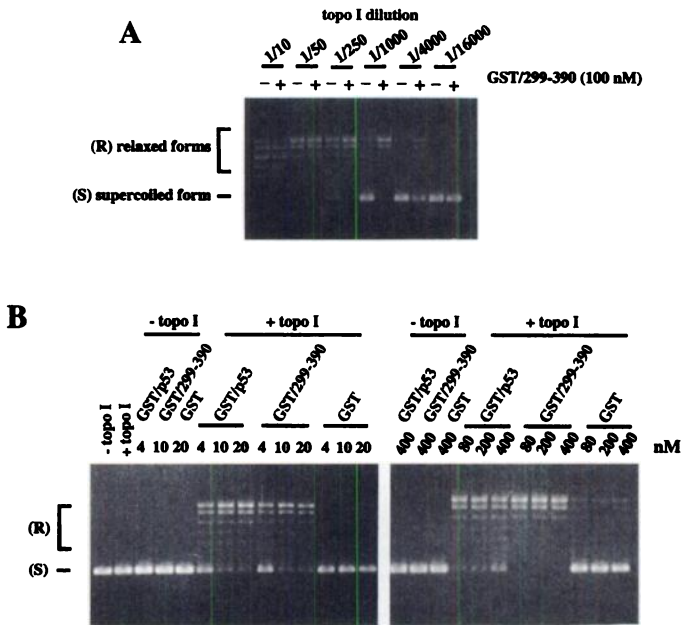 A
topo I dilution
1/10 1/50 1/250 1/1000 1/4000 1/16000
– + – + – + – + – + – +
GST/299-390 (100 nM)
(R) relaxed forms
(S) supercoiled form
B
- topo I + topo I - topo I + topo I
- topo I + topo I GST/p53 GST/299-390 GST GST/p53 GST/299-390 GST GST/p53 GST/299-390 GST GST/p53 GST/299-390 GST
4 10 20 4 10 20 4 10 20 4 10 20 400 400 400 80 200 400 80 200 400 80 200 400 nM
(R)
(S)